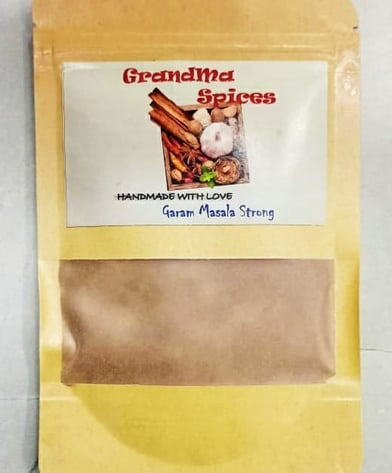 GrandMa
Spices
HANDMADE WITH LOVE
Garam Masala Strong